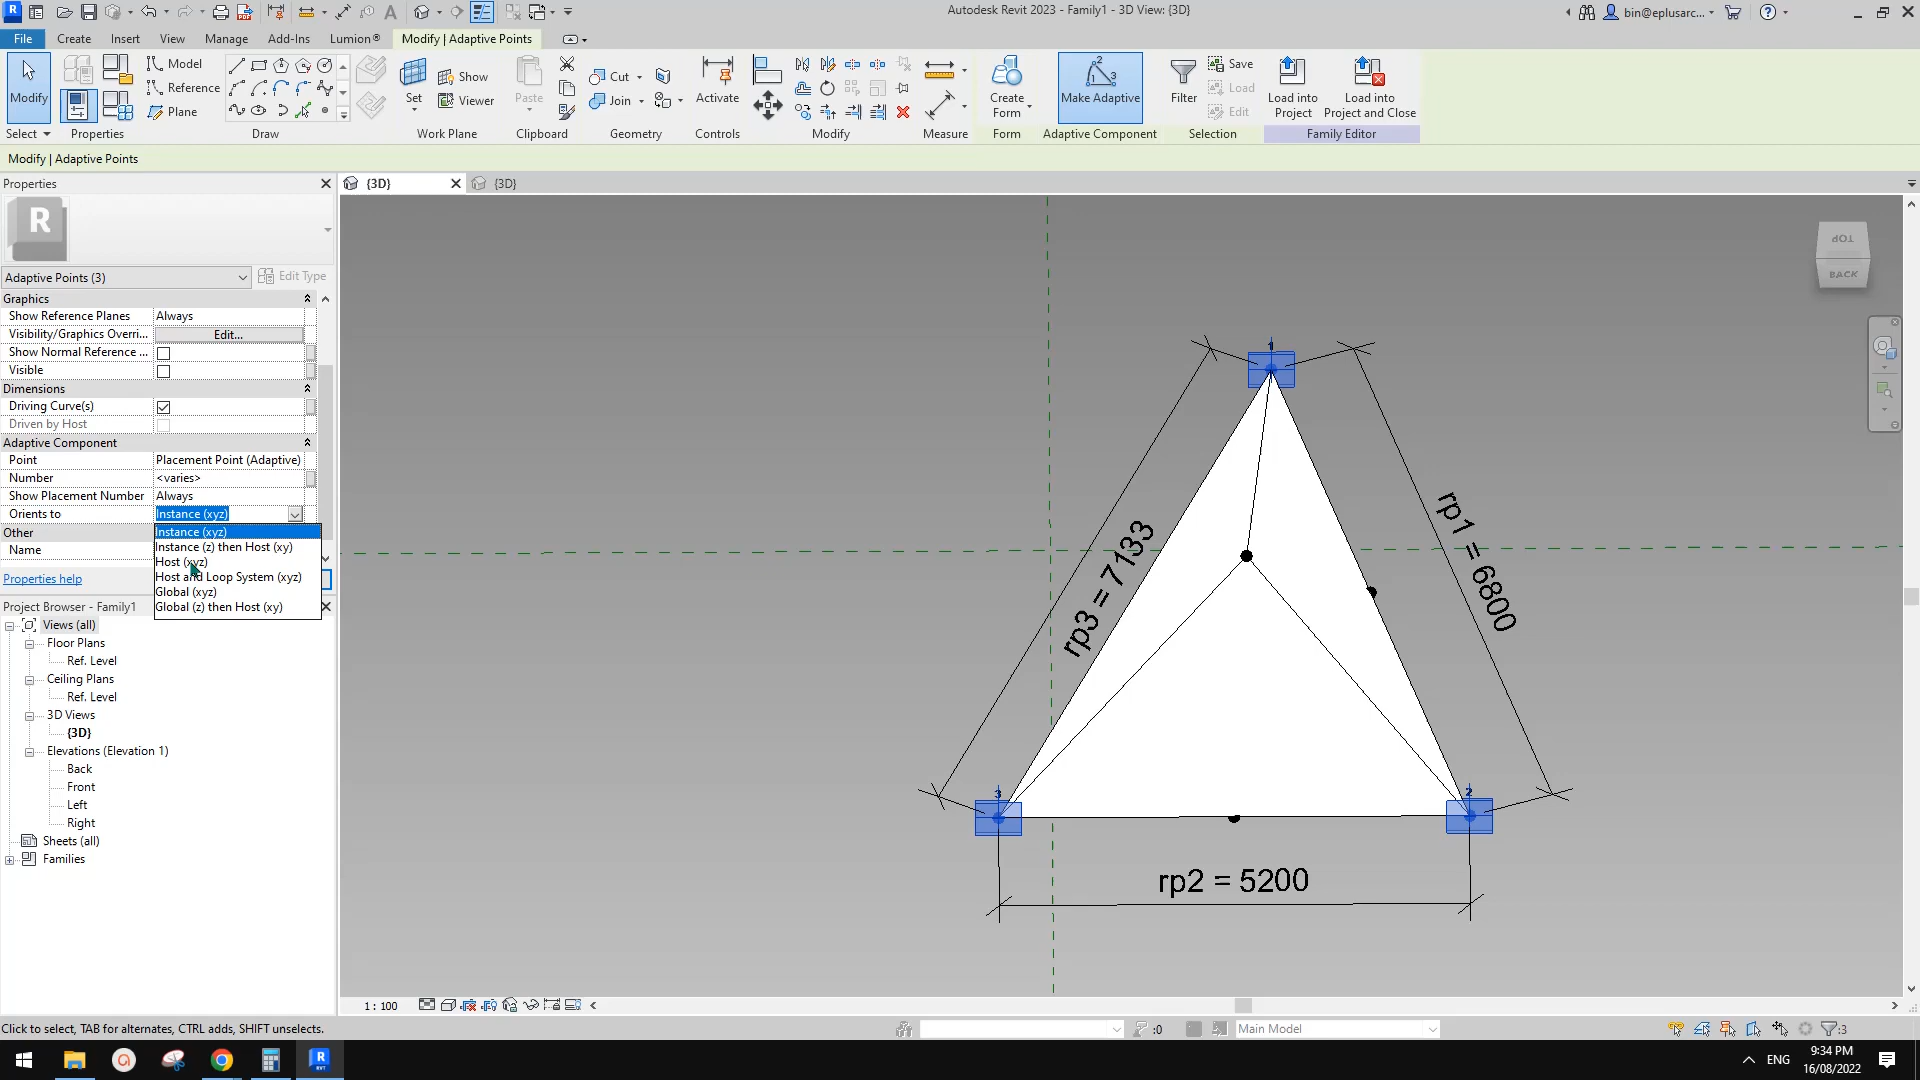 Autodesk Revit 2023 - Family1 - 3D View: {3D}
bin@eplusarc...
File Create Insert View Manage Add-Ins Lumion® Modify | Adaptive Points
Modify
Model
Reference
Plane
Set
Show
Viewer
Paste
Cut
Join
Activate
Create
Form
Make Adaptive
Filter
Save
Load
Edit
Load into
Project
Load into
Project and Close
Select Properties Draw Work Plane Clipboard Geometry Controls Modify Measure Form Adaptive Component Selection Family Editor
Modify | Adaptive Points
Properties
{3D}
{3D}
R
Adaptive Points (3)
Edit Type
Graphics
Show Reference Planes Always
Visibility/Graphics Overri... Edit...
Show Normal Reference ...
Visible
Dimensions
Driving Curve(s)
Driven by Host
Adaptive Component
Point Placement Point (Adaptive)
Number <varies>
Show Placement Number Always
Orients to Instance (xyz)
Other
Name
Instance (xyz)
Instance (z) then Host (xy)
Host (xyz)
Host and Loop System (xyz)
Global (xyz)
Global (z) then Host (xy)
Properties help
Project Browser - Family1
Views (all)
Floor Plans
Ref. Level
Ceiling Plans
Ref. Level
3D Views
{3D}
Elevations (Elevation 1)
Back
Front
Left
Right
Sheets (all)
Families
TOP
BACK
1
rp3 = 7133
rp1 = 6800
3
2
rp2 = 5200
1 : 100
Click to select, TAB for alternates, CTRL adds, SHIFT unselects.
:0
Main Model
:3
ENG
9:34 PM
16/08/2022